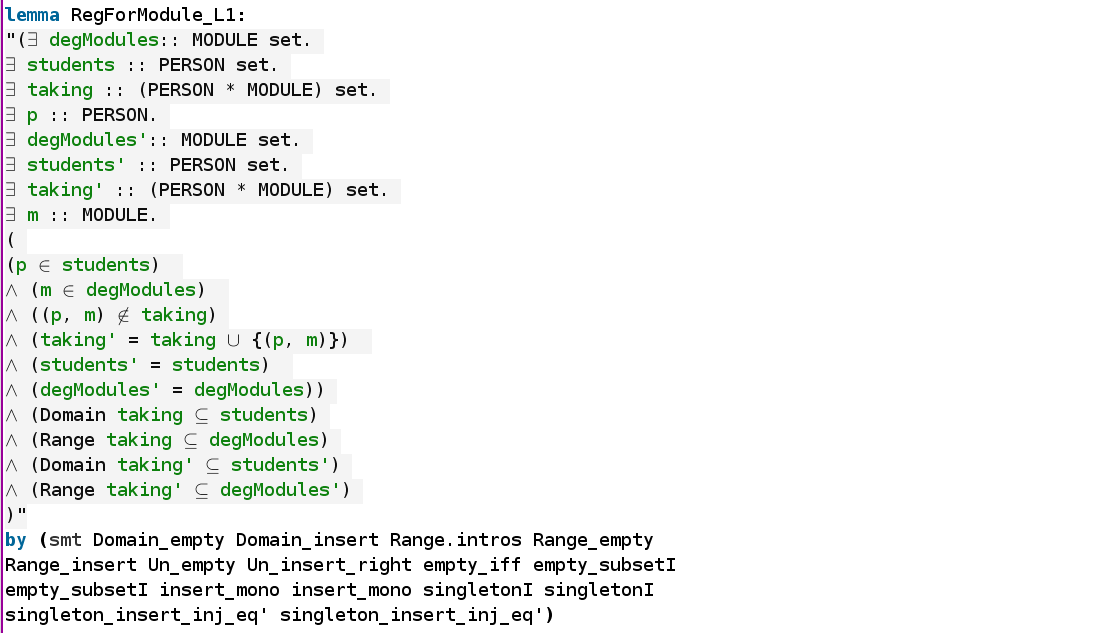 lemma RegForModule_L1:
"(∃ degModules:: MODULE set.
∃ students :: PERSON set.
∃ taking :: (PERSON * MODULE) set.
∃ p :: PERSON.
∃ degModules':: MODULE set.
∃ students' :: PERSON set.
∃ taking' :: (PERSON * MODULE) set.
∃ m :: MODULE.
(
(p ∈ students)
∧ (m ∈ degModules)
∧ ((p, m) ∉ taking)
∧ (taking' = taking ∪ {(p, m)})
∧ (students' = students)
∧ (degModules' = degModules))
∧ (Domain taking ⊆ students)
∧ (Range taking ⊆ degModules)
∧ (Domain taking' ⊆ students')
∧ (Range taking' ⊆ degModules')
)"
by (smt Domain_empty Domain_insert Range.intros Range_empty
Range_insert Un_empty Un_insert_right empty_iff empty_subsetI
empty_subsetI insert_mono insert_mono singletonI singletonI
singleton_insert_inj_eq' singleton_insert_inj_eq')